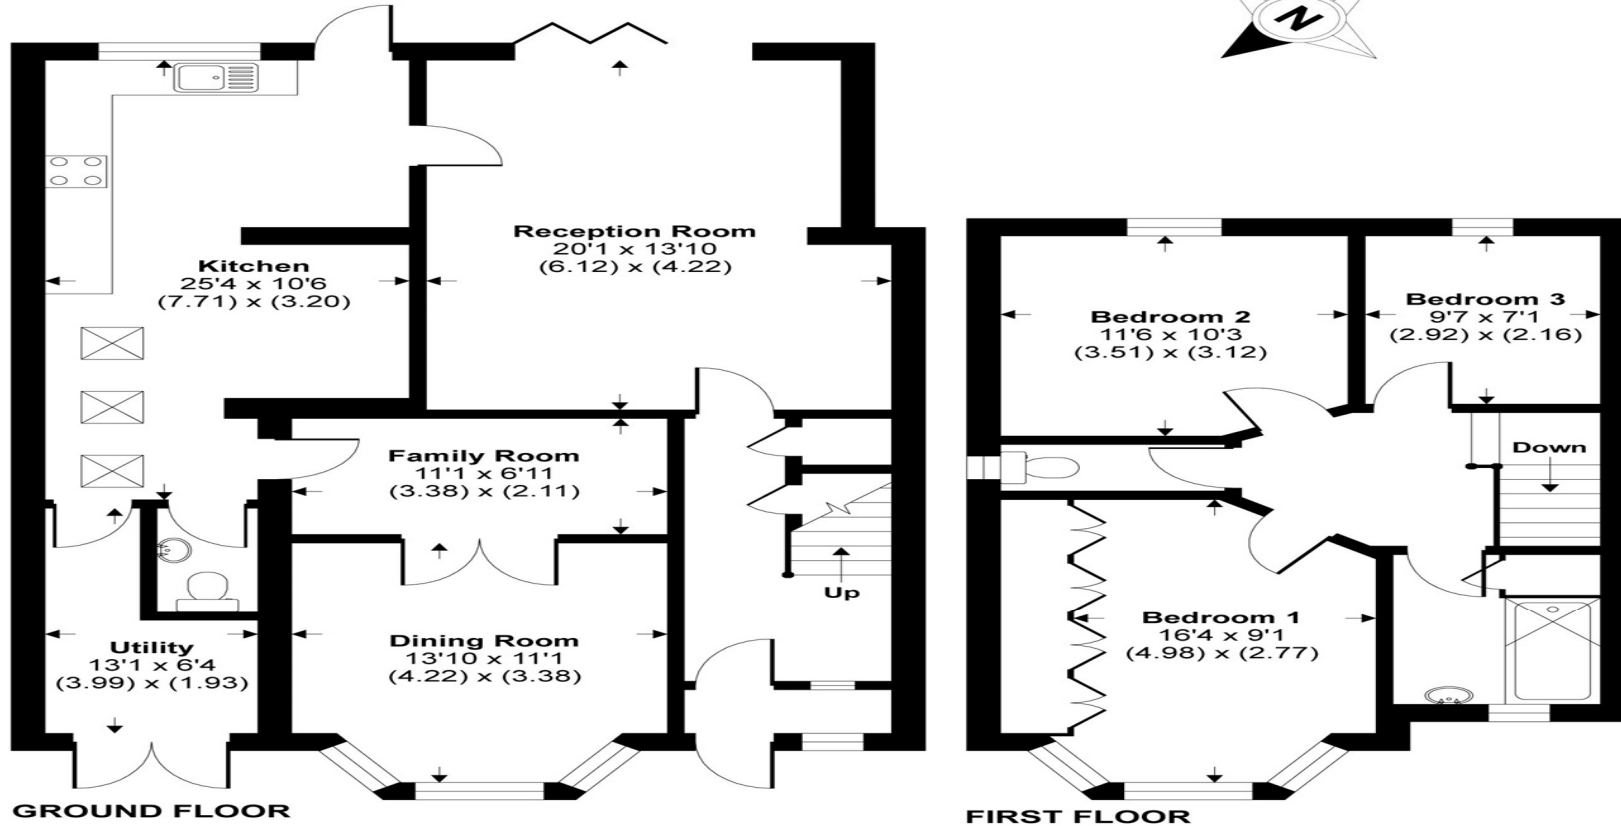 N
Reception Room
20'1 x 13'10
(6.12) x (4.22)
Kitchen
25'4 x 10'6
(7.71) x (3.20)
Family Room
11'1 x 6'11
(3.38) x (2.11)
Up
Dining Room
13'10 x 11'1
(4.22) x (3.38)
Utility
13'1 x 6'4
(3.99) x (1.93)
GROUND FLOOR
Bedroom 2
11'6 x 10'3
(3.51) x (3.12)
Bedroom 3
9'7 x 7'1
(2.92) x (2.16)
Down
Bedroom 1
16'4 x 9'1
(4.98) x (2.77)
FIRST FLOOR